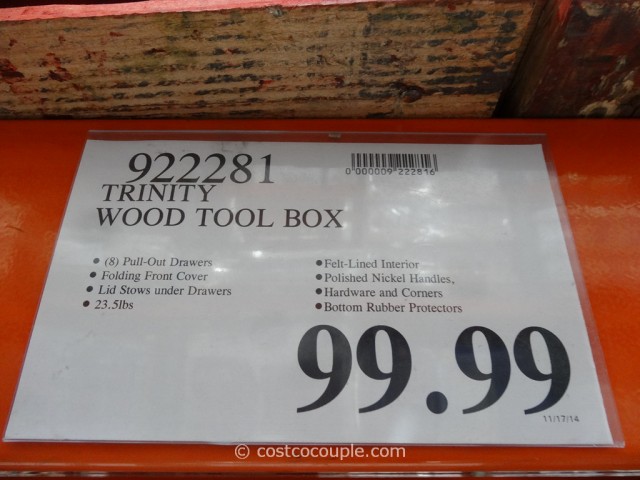 922281
0 000009 222816
TRINITY
WOOD TOOL BOX
• (8) Pull-Out Drawers
• Folding Front Cover
• Lid Stows under Drawers
• 23.5lbs
• Felt-Lined Interior
• Polished Nickel Handles,
• Hardware and Corners
• Bottom Rubber Protectors
99.99
11/17/14
© costcocouple.com